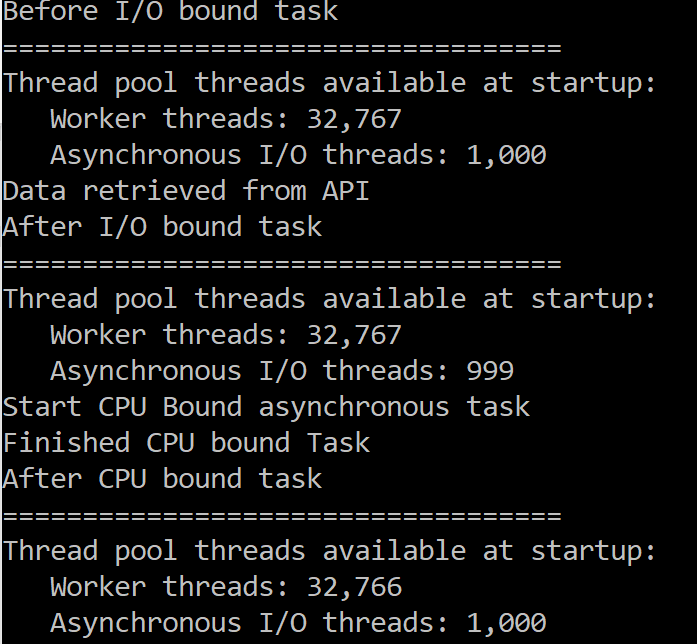 Before I/O bound task
===================================
Thread pool threads available at startup:
   Worker threads: 32,767
   Asynchronous I/O threads: 1,000
Data retrieved from API
After I/O bound task
===================================
Thread pool threads available at startup:
   Worker threads: 32,767
   Asynchronous I/O threads: 999
Start CPU Bound asynchronous task
Finished CPU bound Task
After CPU bound task
===================================
Thread pool threads available at startup:
   Worker threads: 32,766
   Asynchronous I/O threads: 1,000